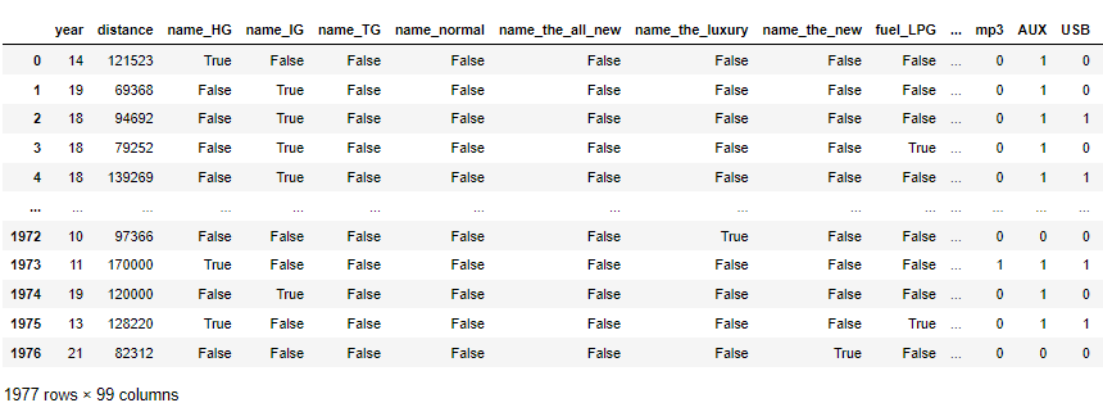 year distance name_HG name_IG name_TG name_normal name_the_all_new name_the_luxury name_the_new fuel_LPG ... mp3 AUX USB
0 14 121523 True False False False False False False False ... 0 1 0
1 19 69368 False True False False False False False False ... 0 1 0
2 18 94692 False True False False False False False False ... 0 1 1
3 18 79252 False True False False False False False True ... 0 1 0
4 18 139269 False True False False False False False False ... 0 1 1
... ... ... ... ... ... ... ... ... ... ... ... ... ... ...
1972 10 97366 False False False False False True False False ... 0 0 0
1973 11 170000 True False False False False False False False ... 1 1 1
1974 19 120000 False True False False False False False False ... 0 1 0
1975 13 128220 True False False False False False False True ... 0 1 1
1976 21 82312 False False False False False False True False ... 0 0 0
1977 rows × 99 columns